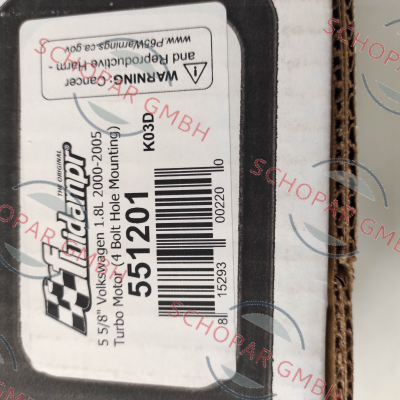 THE ORIGINAL
Fluidampr®
5 5/8" Volkswagen 1.8L 2000-2005
Turbo Motor (4 Bolt Hole Mounting)
551201
K03D
8 15293 00220 0
WARNING: Cancer
and Reproductive Harm -
www.P65Warnings.ca.gov
SCHOPAR GMBH
SCHOPAR GMBH
SCHOPAR GMBH
SCHOPAR GMBH
SCHOPAR GMBH